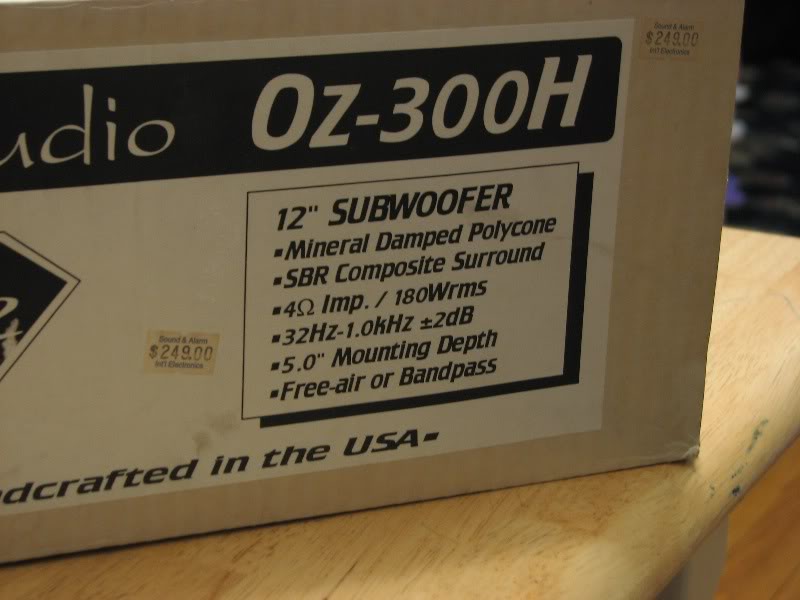 Sound & Alarm
$249.00
Int'l Electronics
udio OZ-300H
12" SUBWOOFER
▪Mineral Damped Polycone
▪SBR Composite Surround
▪4Ω Imp. / 180Wrms
▪32Hz-1.0kHz ±2dB
▪5.0" Mounting Depth
▪Free-air or Bandpass
Sound & Alarm
$249.00
Int'l Electronics
ndcrafted in the USA▪